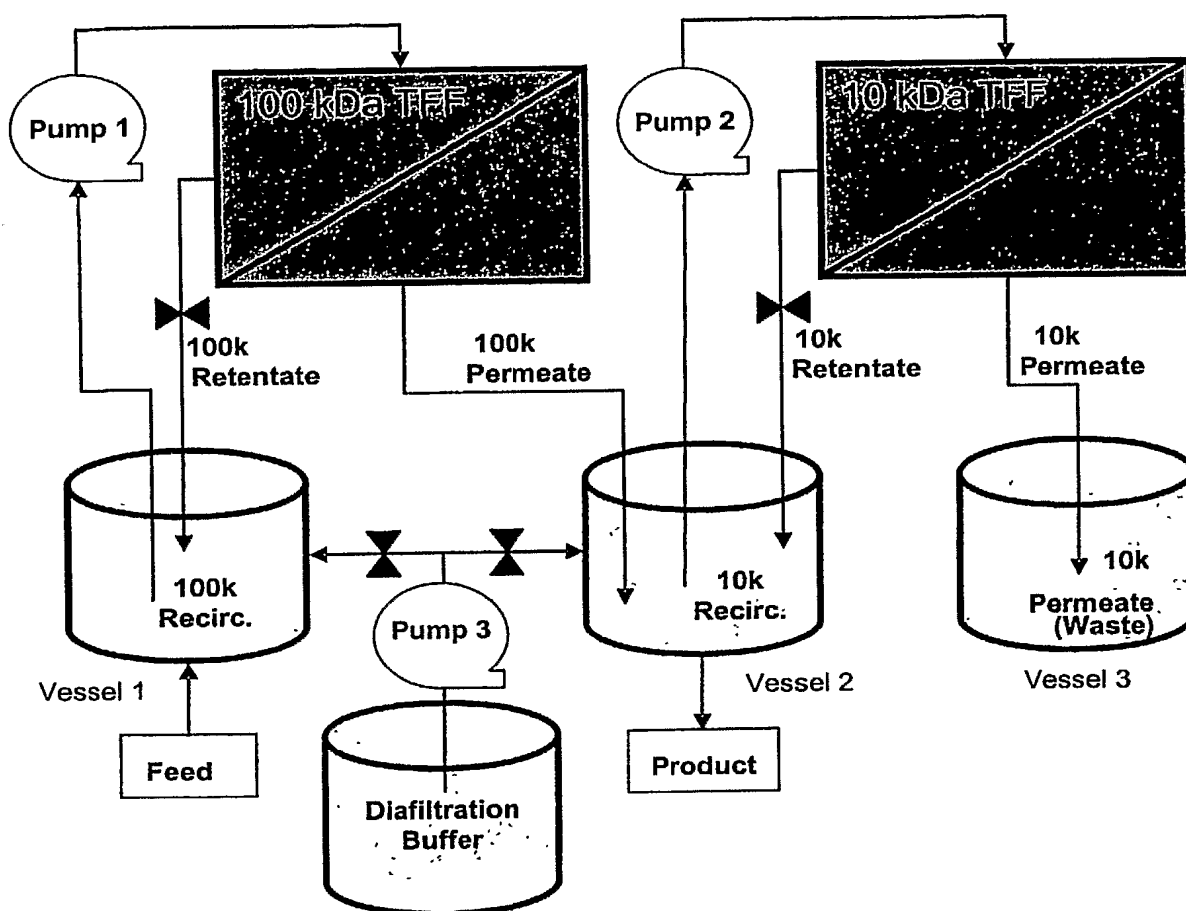 100 kDa TFF
10 kDa TFF
Pump 1
Pump 2
100k
Retentate
100k
Permeate
10k
Retentate
10k
Permeate
100k
Recirc.
10k
Recirc.
10k
Permeate
(Waste)
Pump 3
Vessel 1
Vessel 2
Vessel 3
Feed
Product
Diafiltration
Buffer